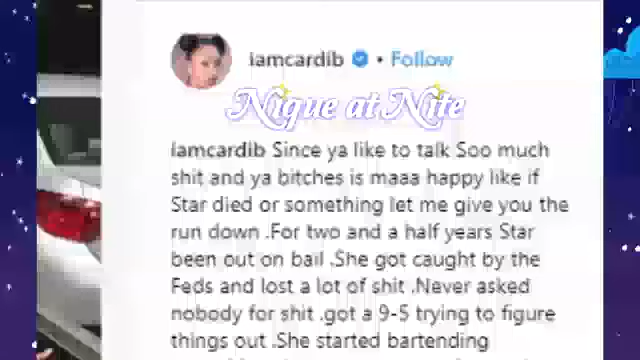 iamcardib • Follow
Nique at Nite
iamcardib Since ya like to talk Soo much
shit and ya bitches is maaa happy like if
Star died or something let me give you the
run down .For two and a half years Star
been out on bail .She got caught by the
Feds and lost a lot of shit .Never asked
nobody for shit .got a 9-5 trying to figure
things out .She started bartending